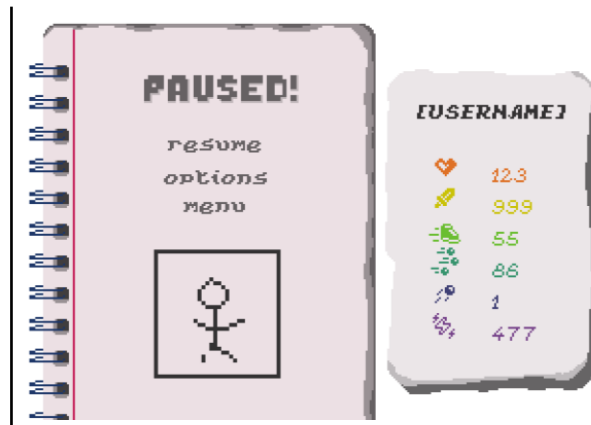 PAUSED!
resume
options
menu
[USERNAME]
12.3
999
55
86
1
477